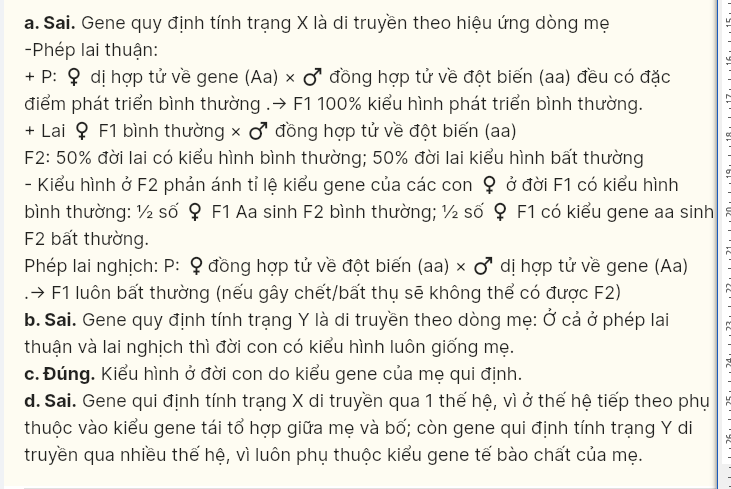 a. Sai. Gene quy định tính trạng X là di truyền theo hiệu ứng dòng mẹ
-Phép lai thuận:
+ P: ♀ dị hợp tử về gene (Aa) × ♂ đồng hợp tử về đột biến (aa) đều có đặc
điểm phát triển bình thường .→ F1 100% kiểu hình phát triển bình thường.
+ Lai ♀ F1 bình thường × ♂ đồng hợp tử về đột biến (aa)
F2: 50% đời lai có kiểu hình bình thường; 50% đời lai kiểu hình bất thường
- Kiểu hình ở F2 phản ánh tỉ lệ kiểu gene của các con ♀ ở đời F1 có kiểu hình
bình thường: ½ số ♀ F1 Aa sinh F2 bình thường; ½ số ♀ F1 có kiểu gene aa sinh
F2 bất thường.
Phép lai nghịch: P: ♀ đồng hợp tử về đột biến (aa) × ♂ dị hợp tử về gene (Aa)
.→ F1 luôn bất thường (nếu gây chết/bất thụ sẽ không thể có được F2)
b. Sai. Gene quy định tính trạng Y là di truyền theo dòng mẹ: Ở cả ở phép lai
thuận và lai nghịch thì đời con có kiểu hình luôn giống mẹ.
c. Đúng. Kiểu hình ở đời con do kiểu gene của mẹ qui định.
d. Sai. Gene qui định tính trạng X di truyền qua 1 thế hệ, vì ở thế hệ tiếp theo phụ
thuộc vào kiểu gene tái tổ hợp giữa mẹ và bố; còn gene qui định tính trạng Y di
truyền qua nhiều thế hệ, vì luôn phụ thuộc kiểu gene tế bào chất của mẹ.